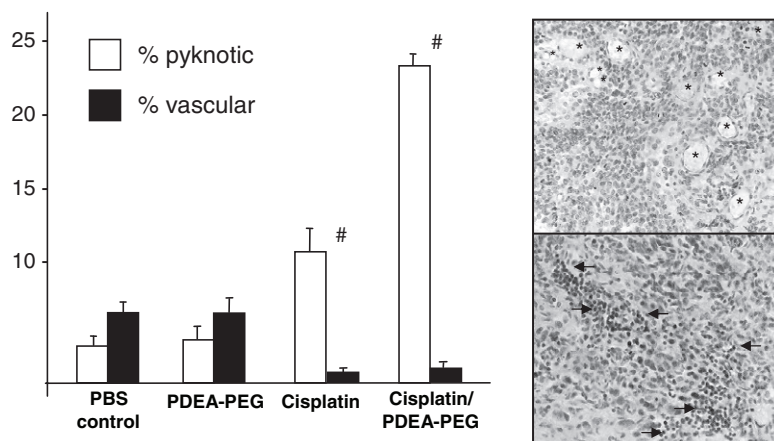 25
20
15
10
% pyknotic
% vascular
#
#
PBS
control
PDEA-PEG
Cisplatin
Cisplatin/
PDEA-PEG
* * * * * * * * * * *